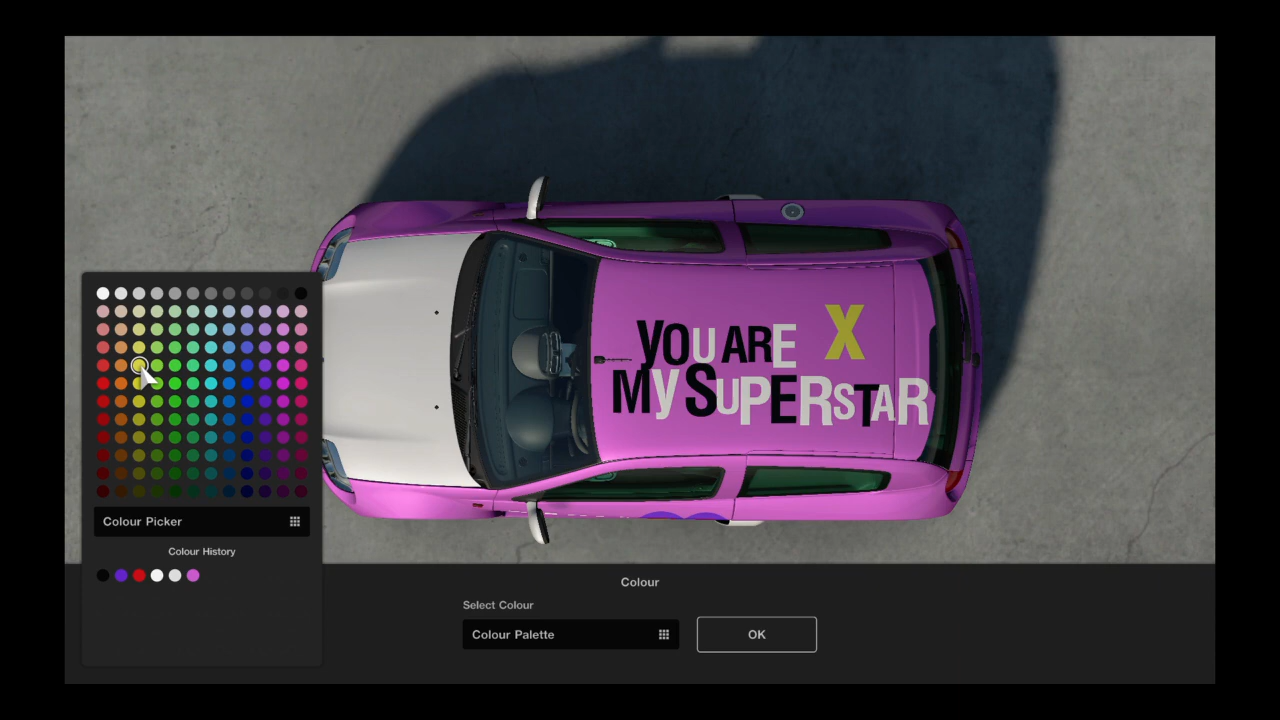 YOU ARE X
My SUPERSTAR
Colour Picker
Colour History
Colour
Select Colour
Colour Palette
OK